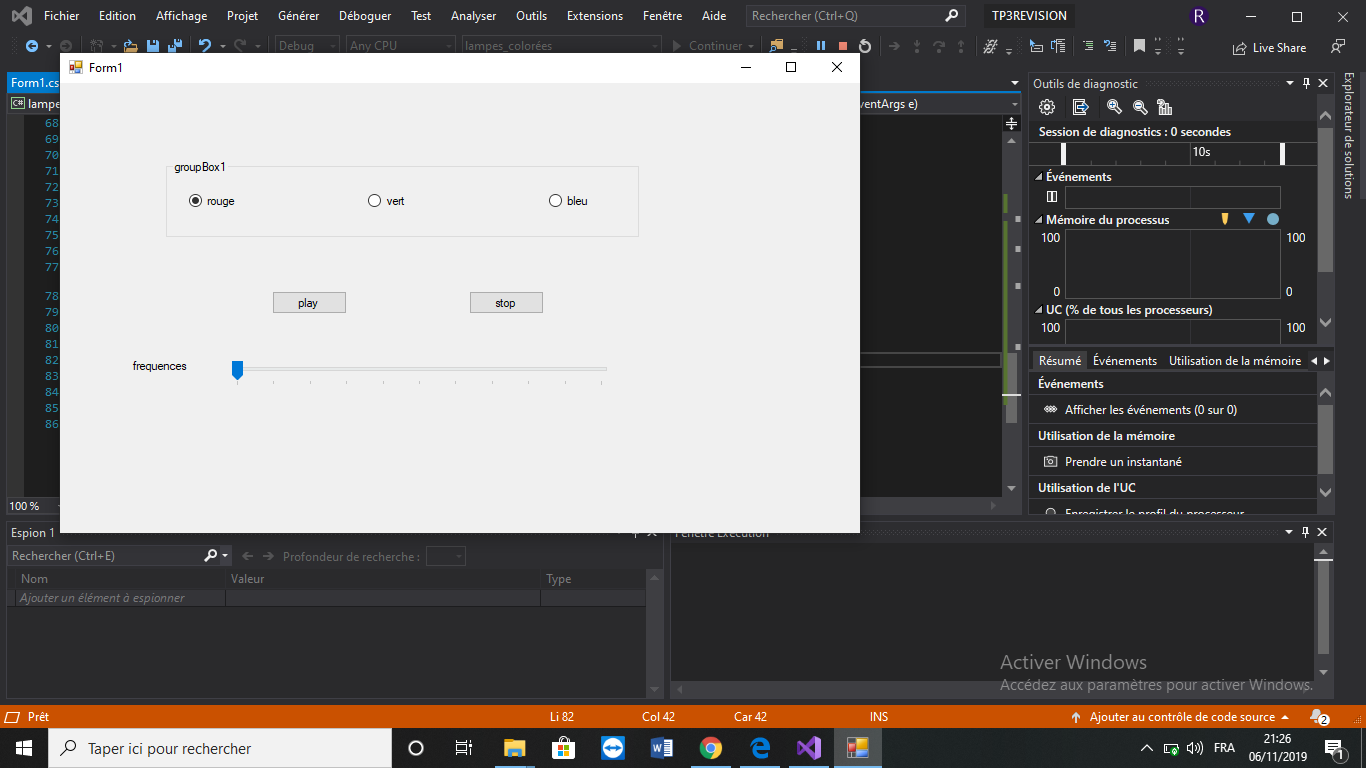 Fichier Edition Affichage Projet Générer Déboguer Test Analyser Outils Extensions Fenêtre Aide Rechercher (Ctrl+Q) TP3REVISION R
Debug Any CPU lampes_colorées Continuer Live Share
Form1
Form1.cs
lampe
ventArgs e)
68
70
71
72
73
74
75
76
77
78
79
80
81
82
83
84
85
86
groupBox1
rouge vert bleu
play stop
frequences
100 %
Outils de diagnostic
Session de diagnostics : 0 secondes
10s
Événements
Mémoire du processus
100 100
0 0
UC (% de tous les processeurs)
100 100
Résumé Événements Utilisation de la mémoire
Événements
Afficher les événements (0 sur 0)
Utilisation de la mémoire
Prendre un instantané
Utilisation de l'UC
Enregistrer le profil du processeur
Explorateur de solutions
Espion 1
Rechercher (Ctrl+E) Profondeur de recherche :
Nom Valeur Type
Ajouter un élément à espionner
Fenêtre Exécution
Activer Windows
Accédez aux paramètres pour activer Windows.
Prêt Li 82 Col 42 Car 42 INS Ajouter au contrôle de code source 2
Taper ici pour rechercher
FRA
21:26
06/11/2019
1